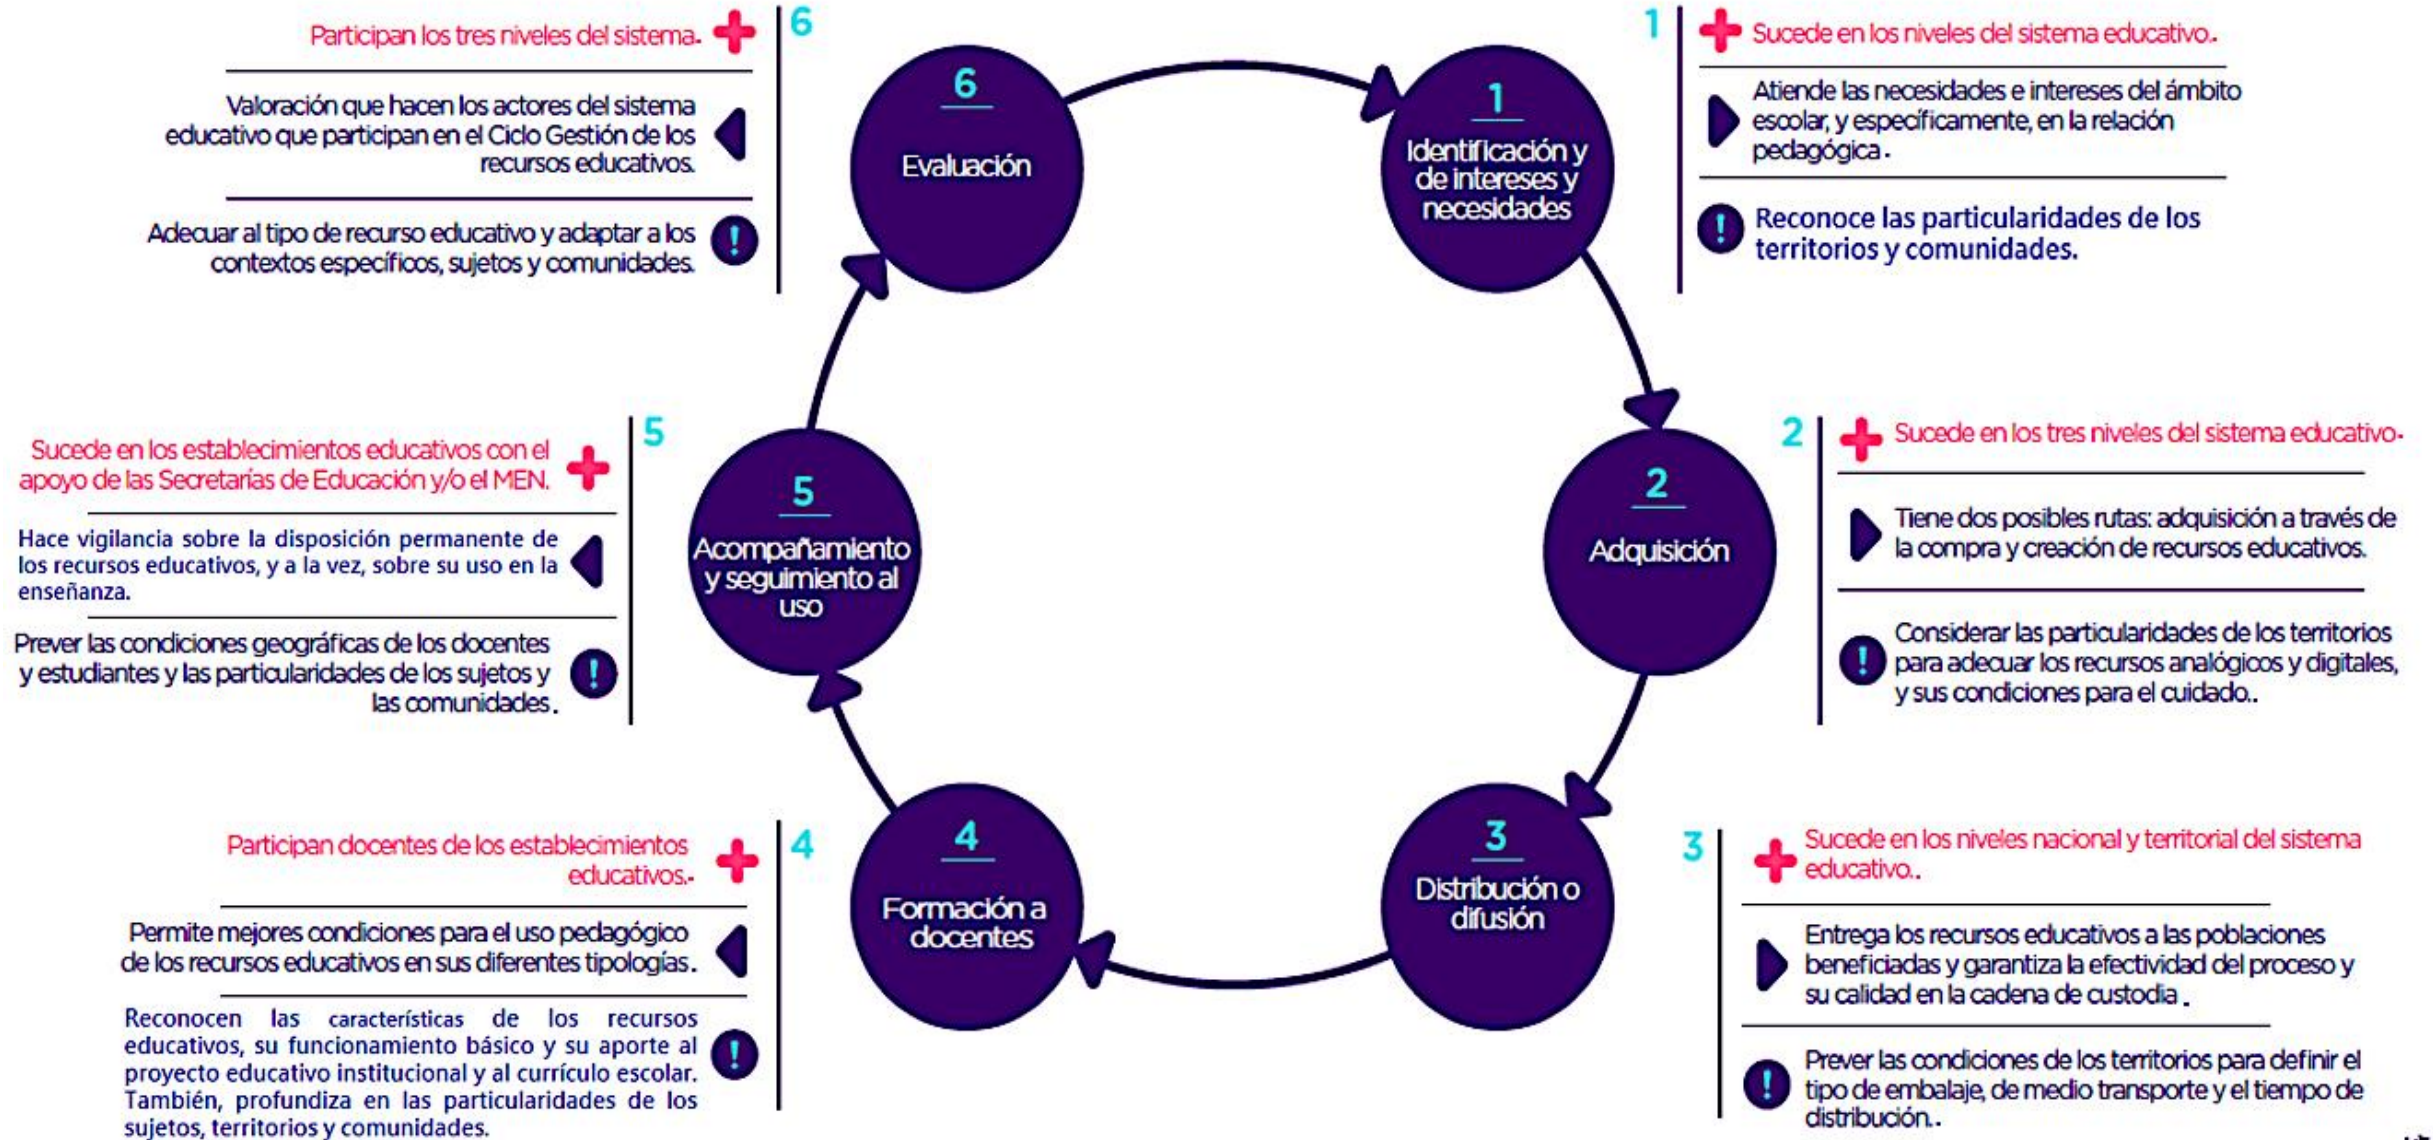 6
Participan los tres niveles del sistema.
Valoración que hacen los actores del sistema
educativo que participan en el Ciclo Gestión de los
recursos educativos.
!
Adecuar al tipo de recurso educativo y adaptar a los
contextos específicos, sujetos y comunidades.
6
Evaluación
1
Identificación y
de intereses y
necesidades
1
Sucede en los niveles del sistema educativo..
Atiende las necesidades e intereses del ámbito
escolar, y específicamente, en la relación
pedagógica .
!
Reconoce las particularidades de los
territorios y comunidades.
5
Sucede en los establecimientos educativos con el
apoyo de las Secretarías de Educación y/o el MEN.
Hace vigilancia sobre la disposición permanente de
los recursos educativos, y a la vez, sobre su uso en la
enseñanza.
!
Prever las condiciones geográficas de los docentes
y estudiantes y las particularidades de los sujetos y
las comunidades .
5
Acompañamiento
y seguimiento al
uso
2
Adquisición
2
Sucede en los tres niveles del sistema educativo.
Tiene dos posibles rutas: adquisición a través de
la compra y creación de recursos educativos.
!
Considerar las particularidades de los territorios
para adecuar los recursos analógicos y digitales,
y sus condiciones para el cuidado..
4
Participan docentes de los establecimientos
educativos..
Permite mejores condiciones para el uso pedagógico
de los recursos educativos en sus diferentes tipologías .
!
Reconocen las características de los recursos
educativos, su funcionamiento básico y su aporte al
proyecto educativo institucional y al currículo escolar.
También, profundiza en las particularidades de los
sujetos, territorios y comunidades.
4
Formación a
docentes
3
Distribución o
difusión
3
Sucede en los niveles nacional y territorial del sistema
educativo..
Entrega los recursos educativos a las poblaciones
beneficiadas y garantiza la efectividad del proceso y
su calidad en la cadena de custodia .
!
Prever las condiciones de los territorios para definir el
tipo de embalaje, de medio transporte y el tiempo de
distribución..